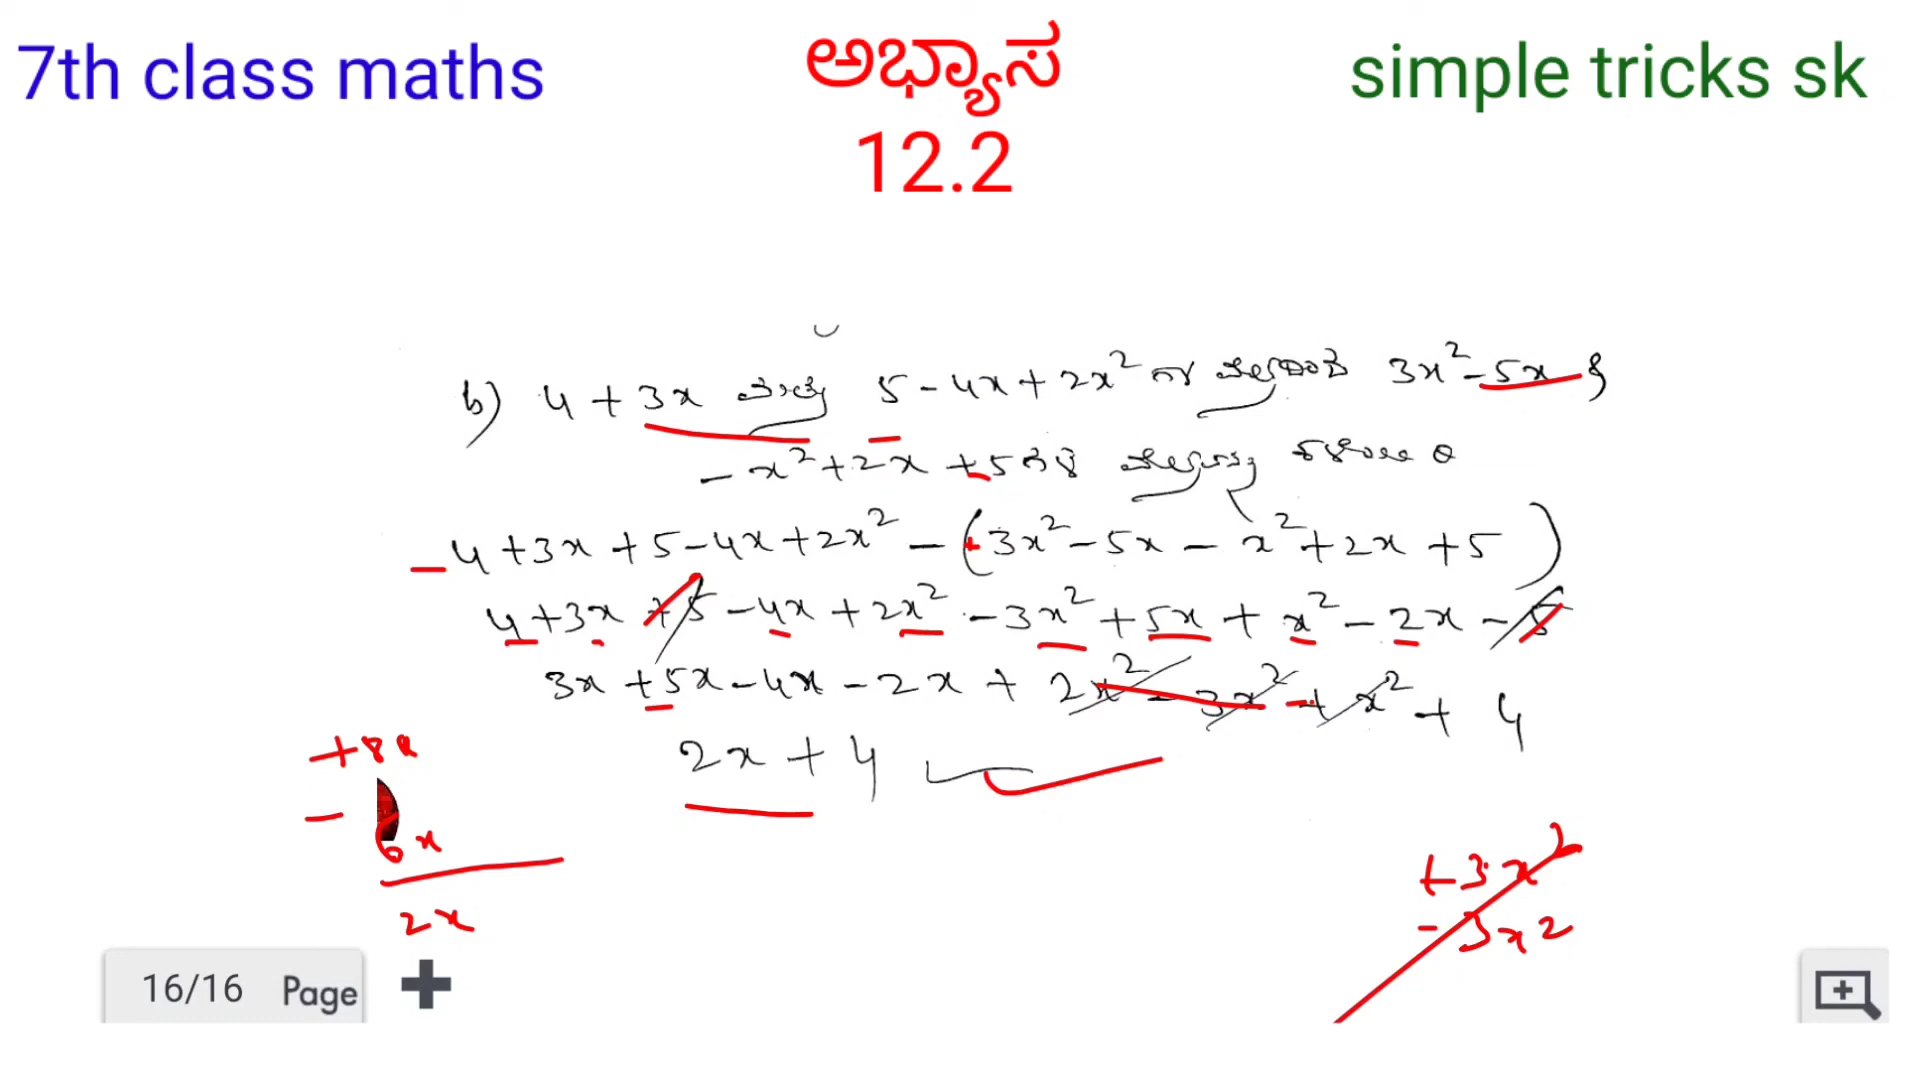 7th class maths
ಅಭ್ಯಾಸ
12.2
simple tricks sk
b) 4 + 3x ಮತ್ತು 5 - 4x + 2x² ಗಳ 3x² - 5x
- x² + 2x + 5
- 4 + 3x + 5 - 4x + 2x² - (+3x² - 5x - x² + 2x + 5)
4 + 3x + 5 - 4x + 2x² - 3x² + 5x + x² - 2x - 5
3x + 5x - 4x - 2x + 2x² - 3x² + x² + 4
2x + 4
+8x
- 6x
2x
+3x²
- 3x2
16/16 Page